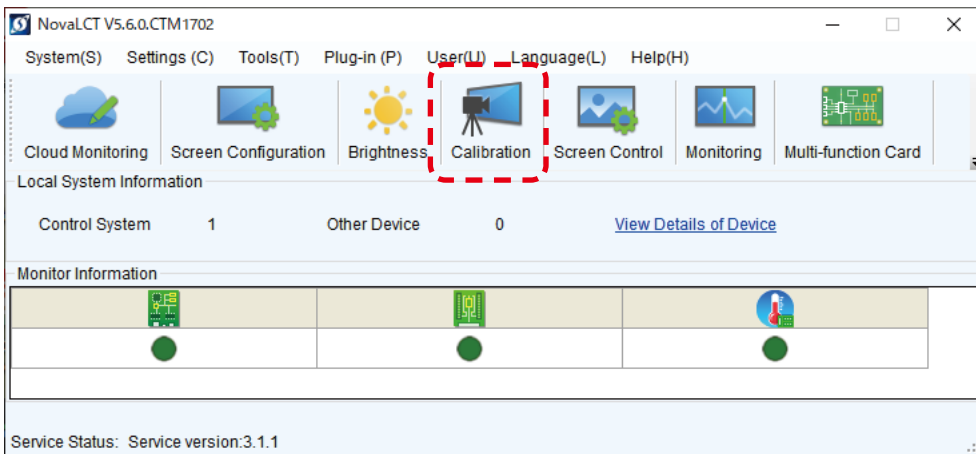 NovaLCT V5.6.0.CTM1702
System(S) Settings (C) Tools(T) Plug-in (P) User(U) Language(L) Help(H)
Cloud Monitoring Screen Configuration Brightness Calibration Screen Control Monitoring Multi-function Card
Local System Information
Control System 1 Other Device 0 View Details of Device
Monitor Information
Service Status: Service version:3.1.1